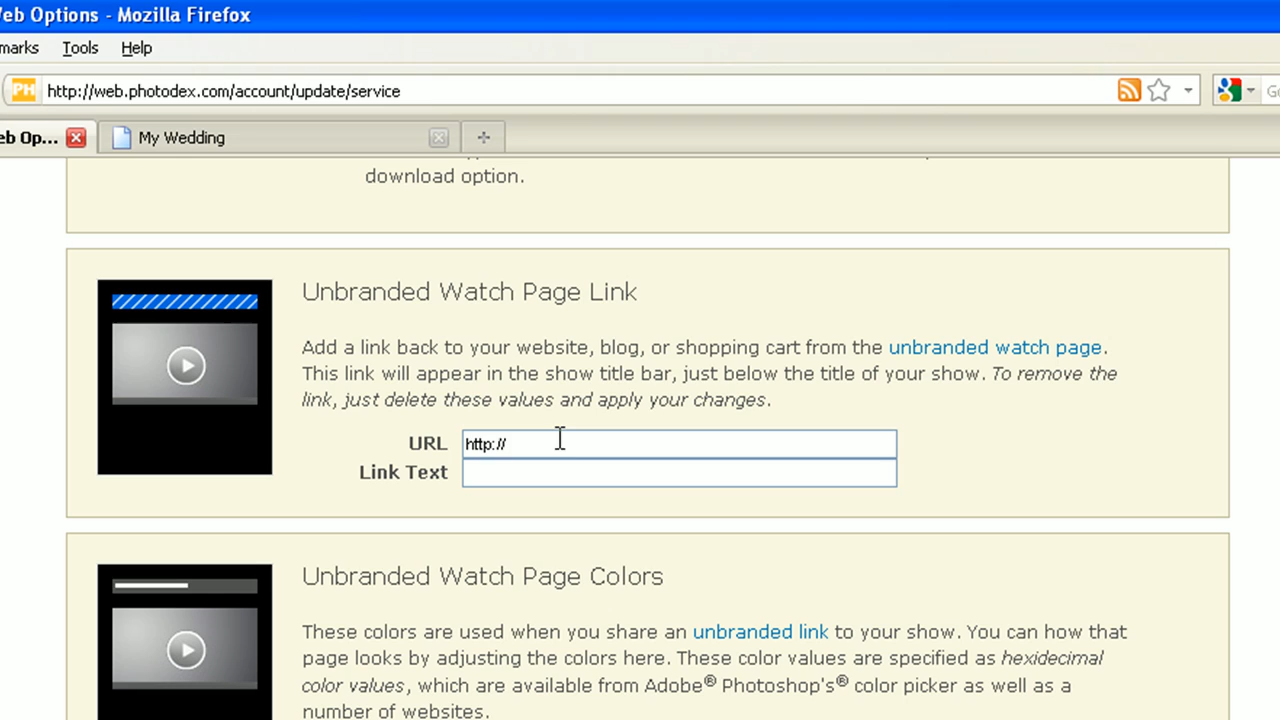 eb Options - Mozilla Firefox
marks Tools Help
PH http://web.photodex.com/account/update/service
eb Op... My Wedding
download option.
Unbranded Watch Page Link
Add a link back to your website, blog, or shopping cart from the unbranded watch page.
This link will appear in the show title bar, just below the title of your show. To remove the
link, just delete these values and apply your changes.
URL http://
Link Text
Unbranded Watch Page Colors
These colors are used when you share an unbranded link to your show. You can how that
page looks by adjusting the colors here. These color values are specified as hexidecimal
color values, which are available from Adobe® Photoshop's® color picker as well as a
number of websites.